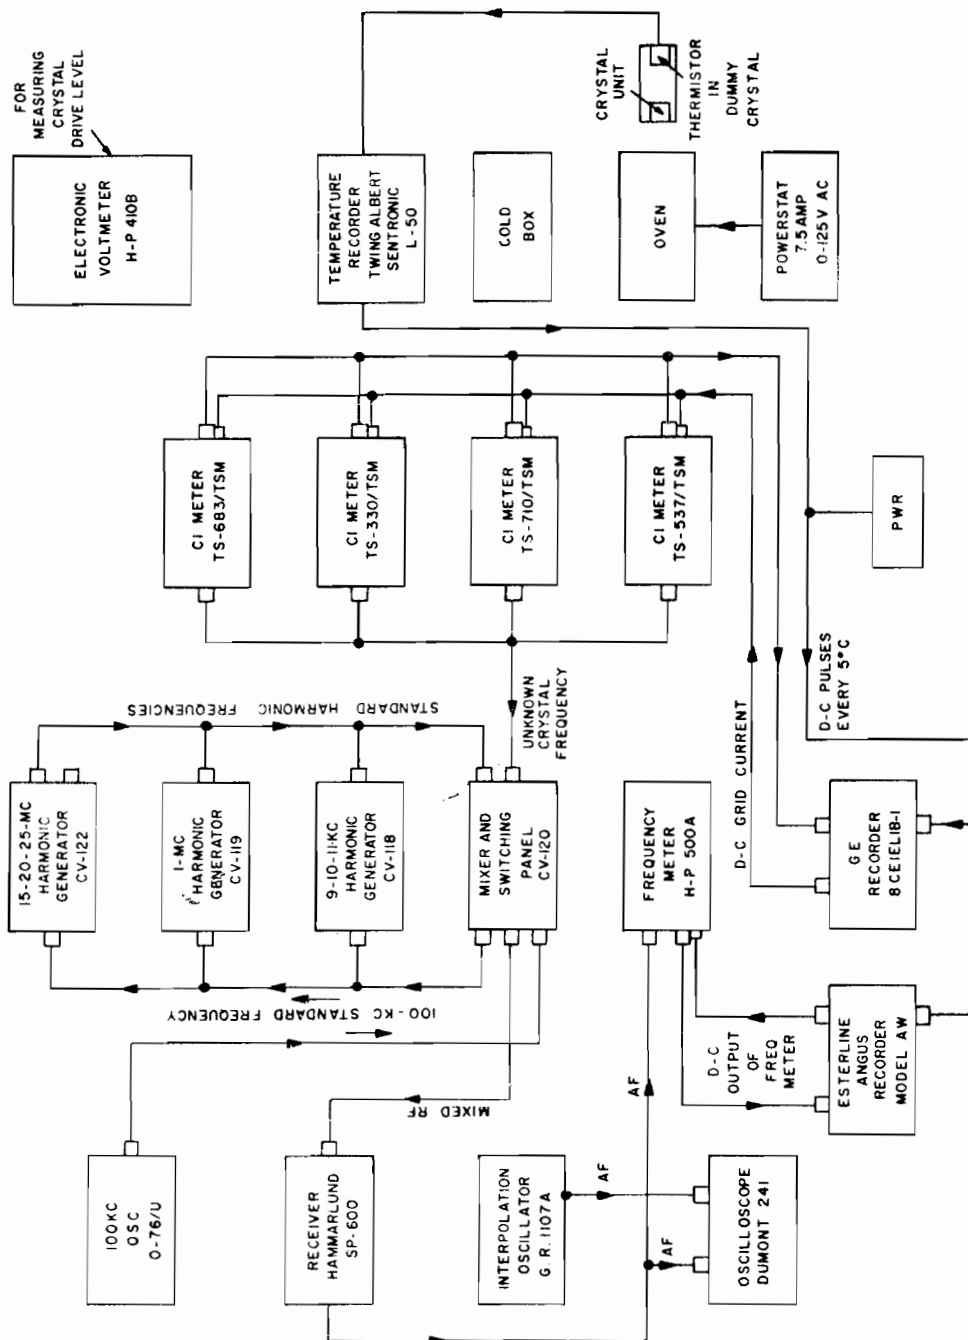 FOR
MEASURING
CRYSTAL
DRIVE LEVEL
ELECTRONIC
VOLTMETER
H-P 410B
TEMPERATURE
RECORDER
TWING ALBERT
SENTRONIC
L-50
CRYSTAL
UNIT
THERMISTOR
IN
DUMMY
CRYSTAL
COLD
BOX
OVEN
POWERSTAT
7.5 AMP
0-125V AC
CI METER
TS-683/TSM
CI METER
TS-330/TSM
CI METER
TS-710/TSM
CI METER
TS-537/TSM
PWR
STANDARD HARMONIC FREQUENCIES
UNKNOWN
CRYSTAL
FREQUENCY
D-C GRID CURRENT
D-C PULSES
EVERY 5°C
15-20-25-MC
HARMONIC
GENERATOR
CV-122
1-MC
HARMONIC
GENERATOR
CV-119
9-10-11-KC
HARMONIC
GENERATOR
CV-118
MIXER AND
SWITCHING
PANEL
CV-120
FREQUENCY
METER
H-P 500A
GE
RECORDER
8CE1EL18-1
100-KC STANDARD FREQUENCY
MIXED RF
AF
D-C
OUTPUT
OF
FREQ
METER
ESTERLINE
ANGUS
RECORDER
MODEL AW
100KC
OSC
O-76/U
RECEIVER
HAMMARLUND
SP-600
INTERPOLATION
OSCILLATOR
G.R. 1107A
AF
AF
OSCILLOSCOPE
DUMONT 241